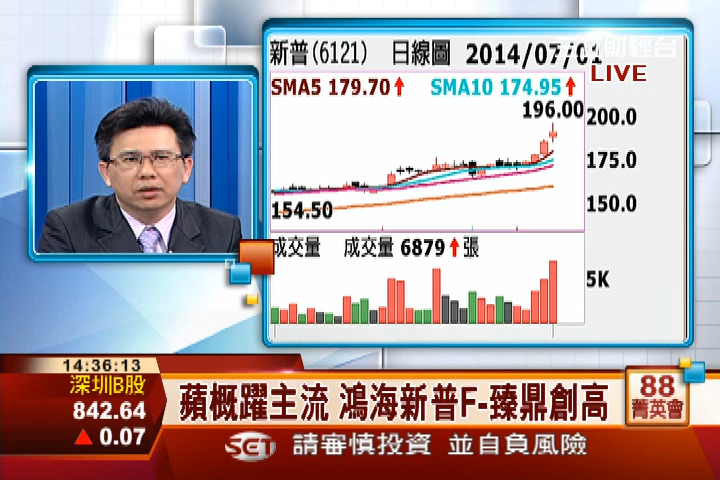 新普(6121) 日線圖 2014/07/01
財經台
LIVE
SMA5 179.70↑ SMA10 174.95↑
196.00
200.0
175.0
150.0
154.50
成交量 成交量 6879↑張
5K
14:36:13
深圳B股
842.64
▲0.07
蘋概躍主流 鴻海新普F-臻鼎創高
88
菁英會
SET 請審慎投資 並自負風險